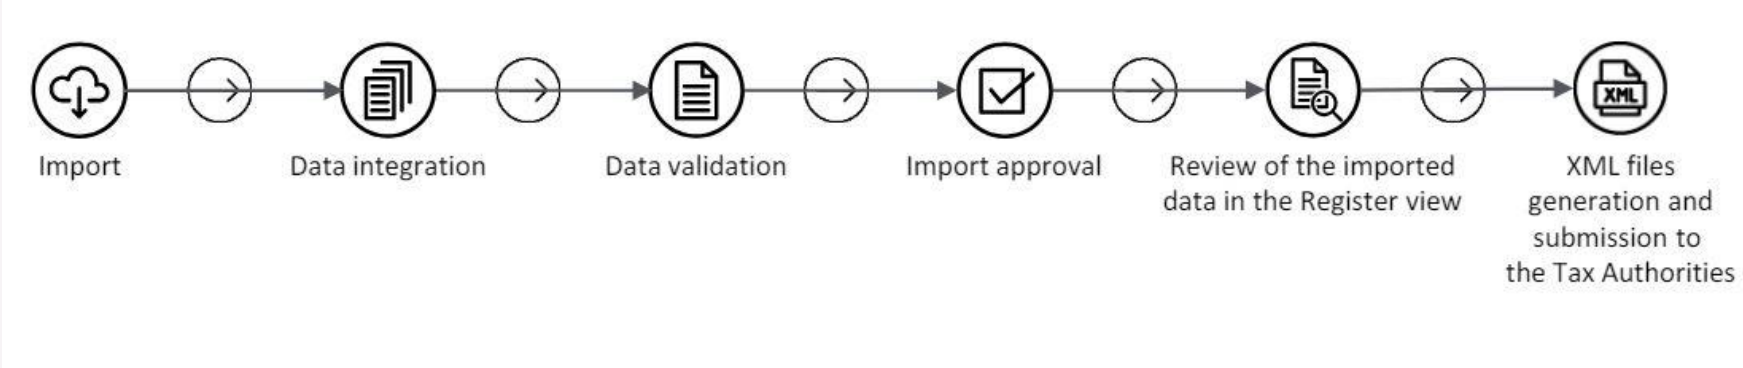 Import
Data integration
Data validation
Import approval
Review of the imported
data in the Register view
XML
XML files
generation and
submission to
the Tax Authorities